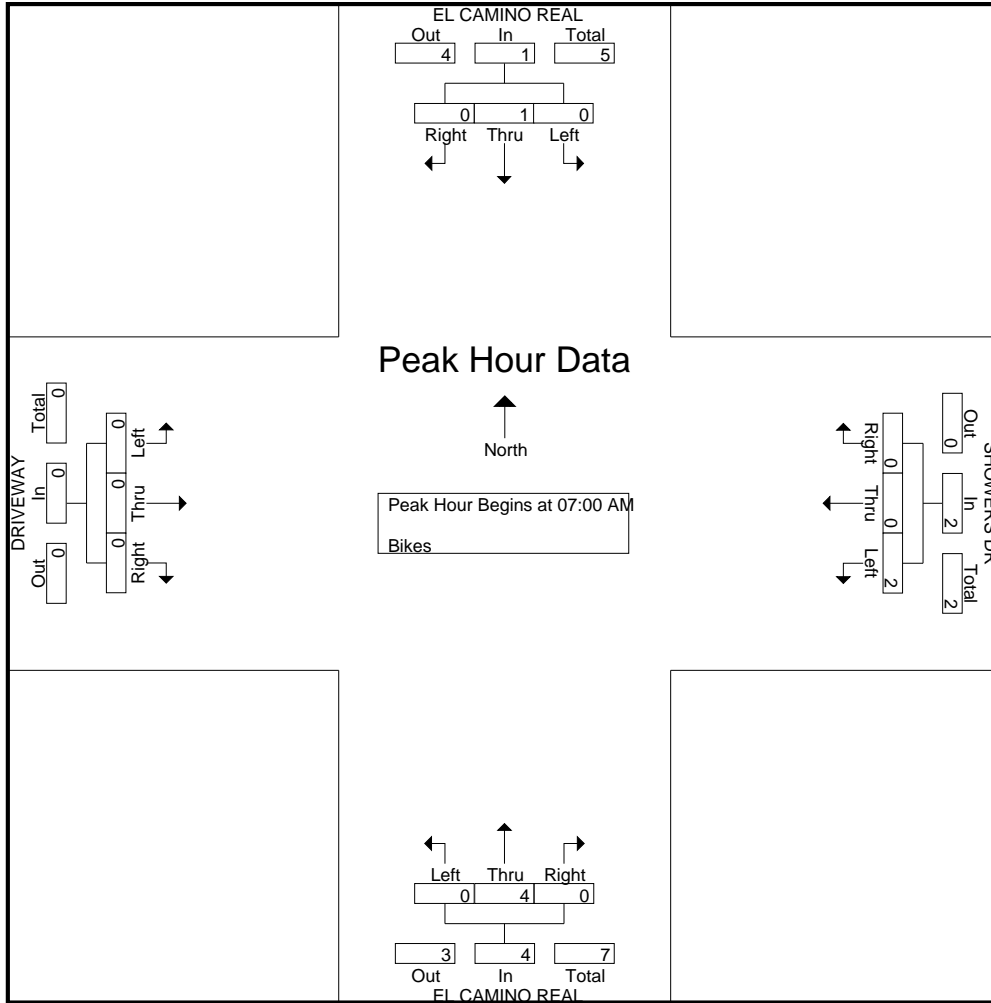 EL CAMINO REAL
Out In Total
4 1 5
0 1 0
Right Thru Left
Peak Hour Data
North
Peak Hour Begins at 07:00 AM
Bikes
DRIVEWAY
Out In Total
0 0 0
0 0 0
Right Thru Left
SHOWERS DR
Out In Total
0 2 2
0 0 2
Right Thru Left
Left Thru Right
0 4 0
3 4 7
Out In Total
EL CAMINO REAL